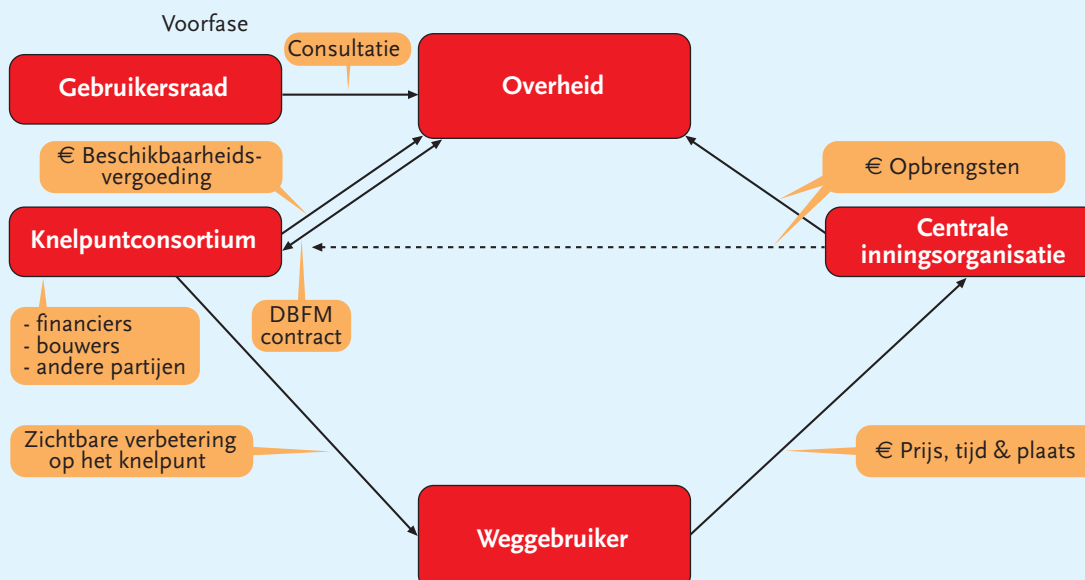 Voorfase
Consultatie
Gebruikersraad
Overheid
€ Beschikbaarheids-
vergoeding
€ Opbrengsten
Knelpuntconsortium
Centrale
inningsorganisatie
- financiers
- bouwers
- andere partijen
DBFM
contract
Zichtbare verbetering
op het knelpunt
€ Prijs, tijd & plaats
Weggebruiker